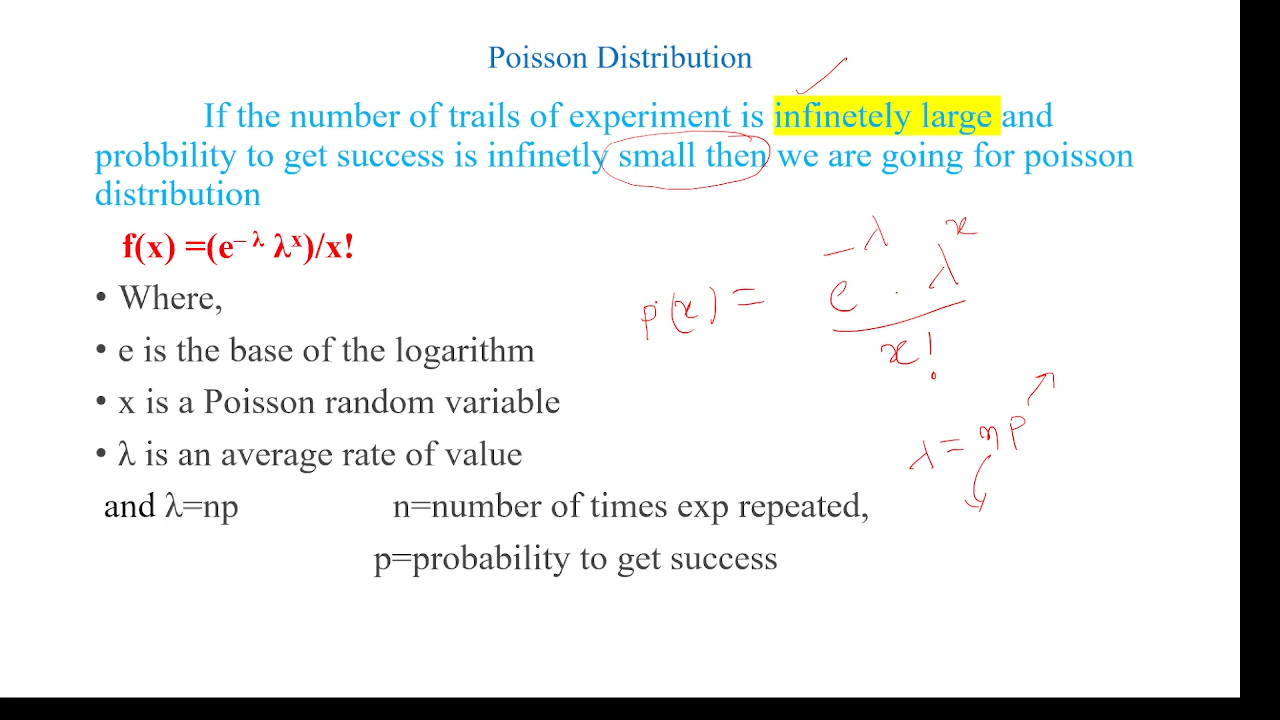 Poisson Distribution
If the number of trails of experiment is infinetely large and
probbility to get success is infinetly small then we are going for poisson
distribution
f(x) =(e^{– λ} λ^{x})/x!
• Where,
• e is the base of the logarithm
• x is a Poisson random variable
• λ is an average rate of value
and λ=np n=number of times exp repeated,
p=probability to get success
p(x) = \frac{e^{-λ} . λ^{x}}{x!}
λ = np